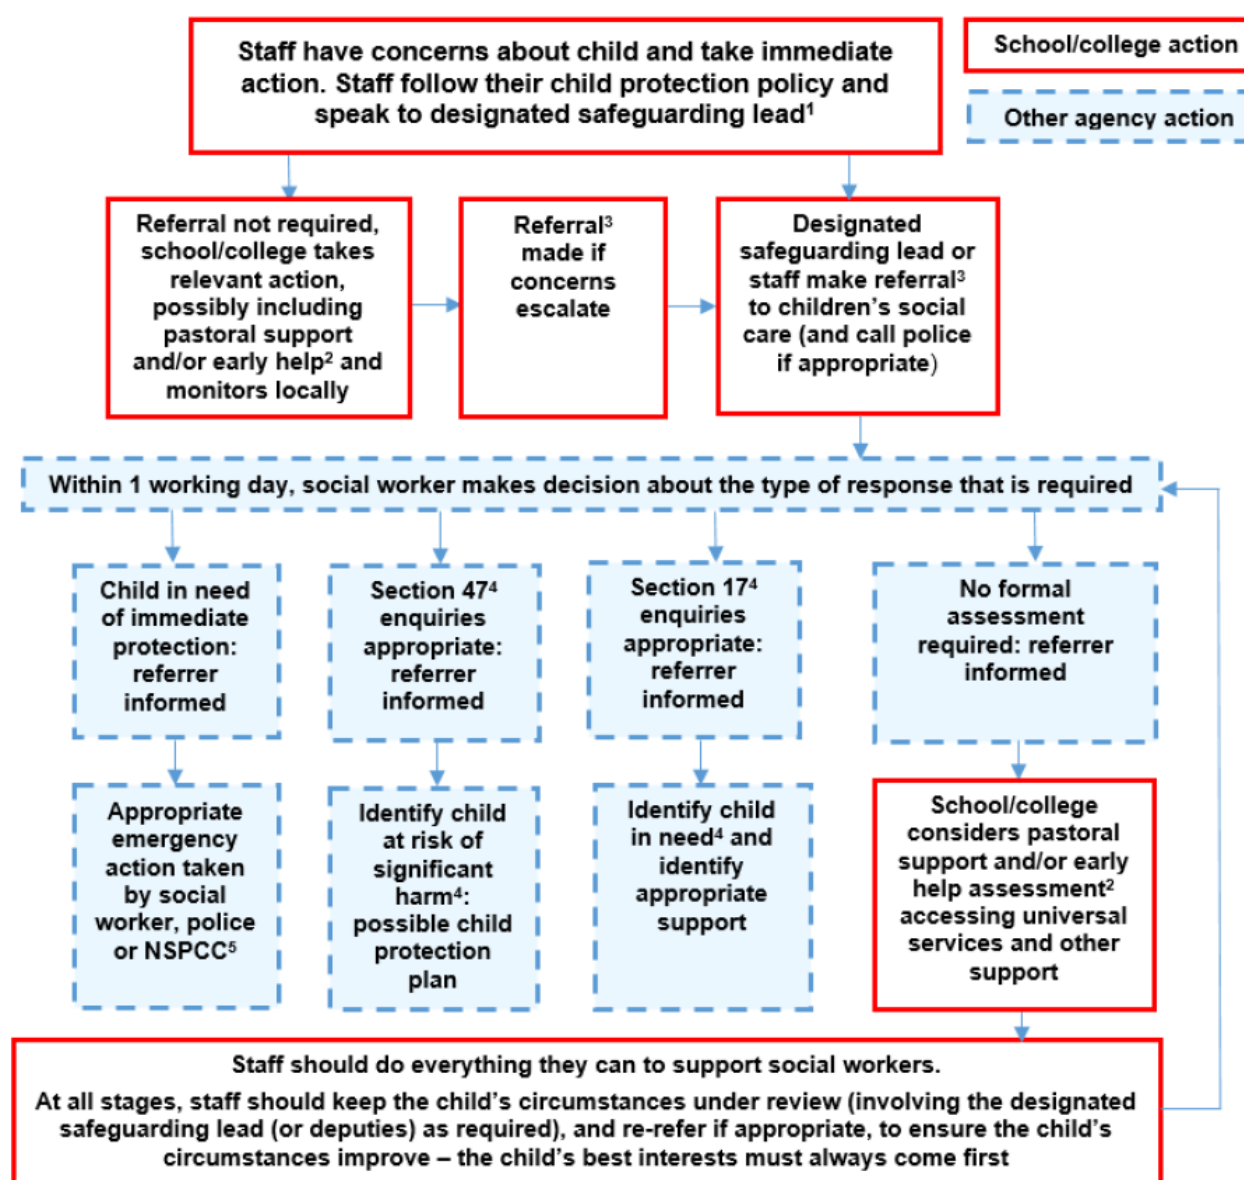 Staff have concerns about child and take immediate
action. Staff follow their child protection policy and
speak to designated safeguarding lead¹
School/college action
Other agency action
Referral not required,
school/college takes
relevant action,
possibly including
pastoral support
and/or early help² and
monitors locally
Referral³
made if
concerns
escalate
Designated
safeguarding lead or
staff make referral³
to children’s social
care (and call police
if appropriate)
Within 1 working day, social worker makes decision about the type of response that is required
Child in need
of immediate
protection:
referrer
informed
Section 47⁴
enquiries
appropriate:
referrer
informed
Section 17⁴
enquiries
appropriate:
referrer
informed
No formal
assessment
required: referrer
informed
Appropriate
emergency
action taken
by social
worker, police
or NSPCC⁵
Identify child
at risk of
significant
harm⁴:
possible child
protection
plan
Identify child
in need⁴ and
identify
appropriate
support
School/college
considers pastoral
support and/or early
help assessment²
accessing universal
services and other
support
Staff should do everything they can to support social workers.
At all stages, staff should keep the child’s circumstances under review (involving the designated
safeguarding lead (or deputies) as required), and re-refer if appropriate, to ensure the child’s
circumstances improve – the child’s best interests must always come first